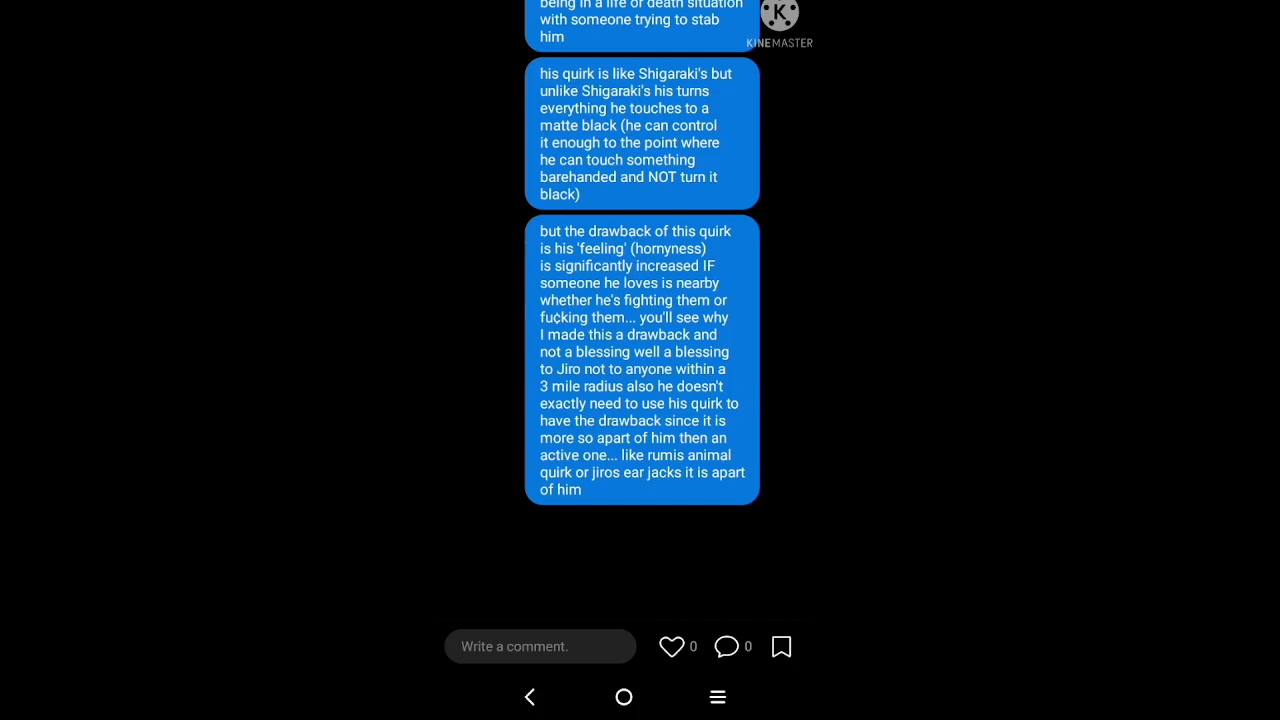 being in a life or death situation
with someone trying to stab
him
K
KINEMASTER
his quirk is like Shigaraki's but
unlike Shigaraki's his turns
everything he touches to a
matte black (he can control
it enough to the point where
he can touch something
barehanded and NOT turn it
black)
but the drawback of this quirk
is his 'feeling' (hornyness)
is significantly increased IF
someone he loves is nearby
whether he's fighting them or
fu¢king them... you'll see why
I made this a drawback and
not a blessing well a blessing
to Jiro not to anyone within a
3 mile radius also he doesn't
exactly need to use his quirk to
have the drawback since it is
more so apart of him then an
active one... like rumis animal
quirk or jiros ear jacks it is apart
of him
Write a comment.
0
0